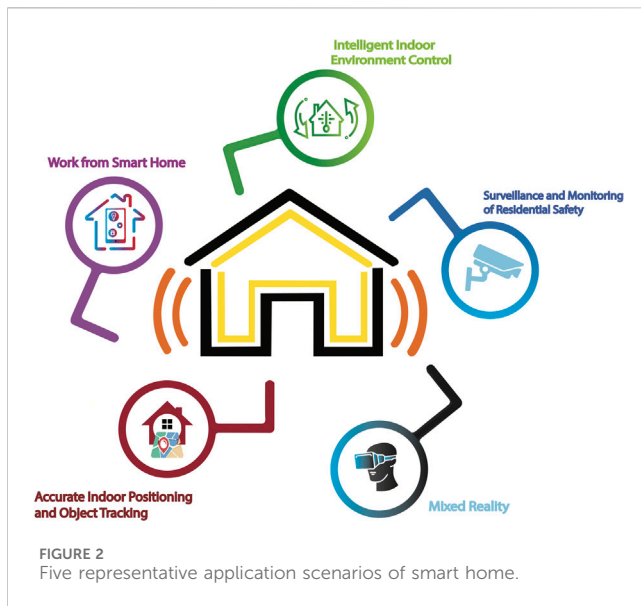 Intelligent Indoor
Environment Control
Work from Smart Home
Surveillance and Monitoring
of Residential Safety
Accurate Indoor Positioning
and Object Tracking
Mixed Reality
FIGURE 2
Five representative application scenarios of smart home.